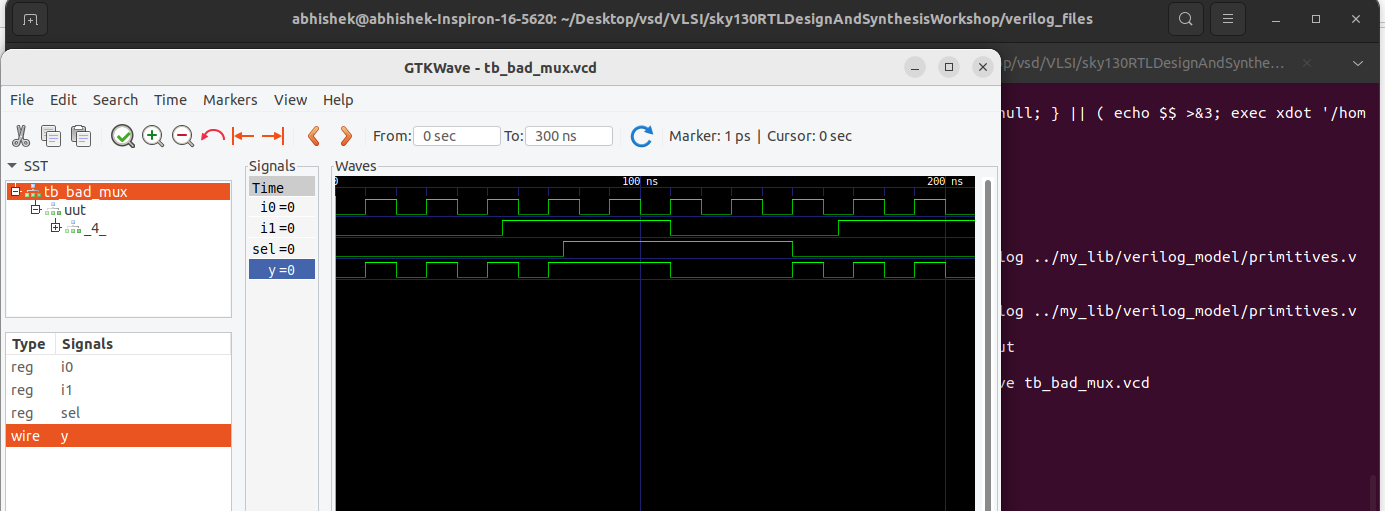 abhishek@abhishek-Inspiron-16-5620: ~/Desktop/vsd/VLSI/sky130RTLDesignAndSynthesisWorkshop/verilog_files
GTKWave - tb_bad_mux.vcd
p/vsd/VLSI/sky130RTLDesignAndSynthe...
File Edit Search Time Markers View Help
From: 0 sec To: 300 ns Marker: 1 ps | Cursor: 0 sec
SST
tb_bad_mux
uut
_4_
Type Signals
reg i0
reg i1
reg sel
wire y
Signals
Time
i0 =0
i1 =0
sel =0
y =0
Waves
0 100 ns 200 ns
null; } || ( echo $$ >&3; exec xdot '/hom
log ../my_lib/verilog_model/primitives.v
log ../my_lib/verilog_model/primitives.v
ut
ve tb_bad_mux.vcd